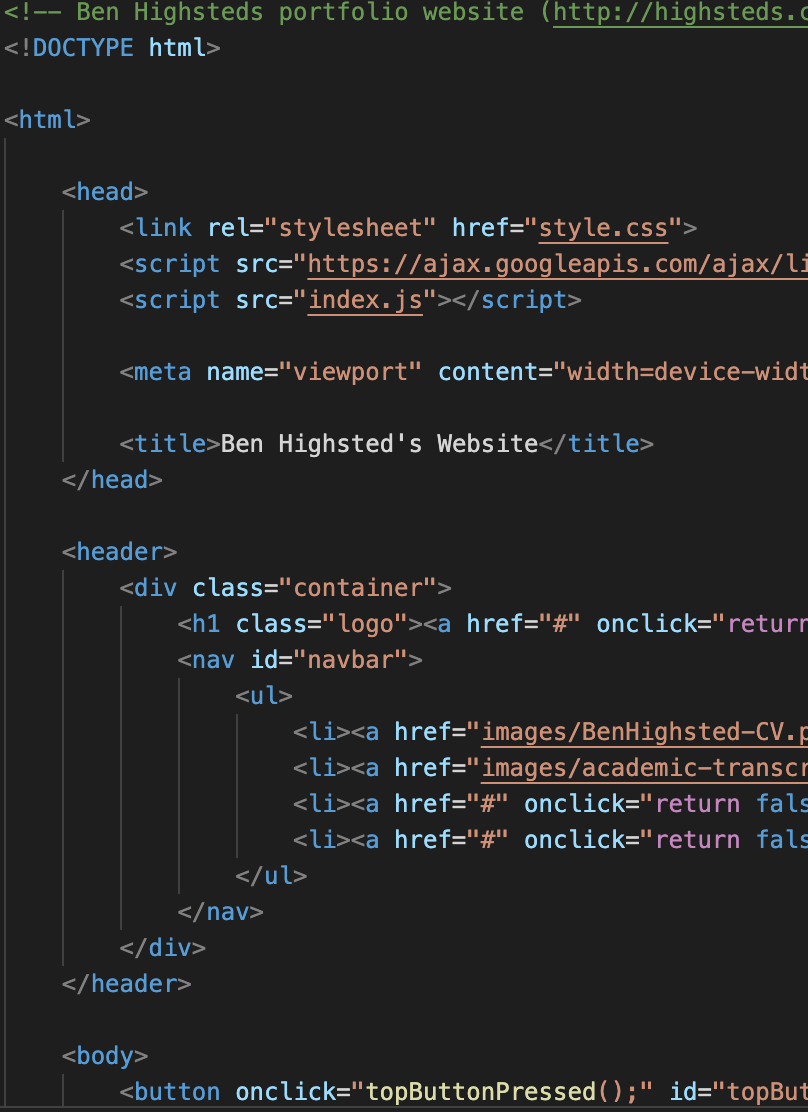 <!-- Ben Highsteds portfolio website (http://highsteds.c
<!DOCTYPE html>
<html>
<head>
<link rel="stylesheet" href="style.css">
<script src="https://ajax.googleapis.com/ajax/li
<script src="index.js"></script>
<meta name="viewport" content="width=device-widt
<title>Ben Highsted's Website</title>
</head>
<header>
<div class="container">
<h1 class="logo"><a href="#" onclick="return
<nav id="navbar">
<ul>
<li><a href="images/BenHighsted-CV.p
<li><a href="images/academic-transcr
<li><a href="#" onclick="return fals
<li><a href="#" onclick="return fals
</ul>
</nav>
</div>
</header>
<body>
<button onclick="topButtonPressed();" id="topBut